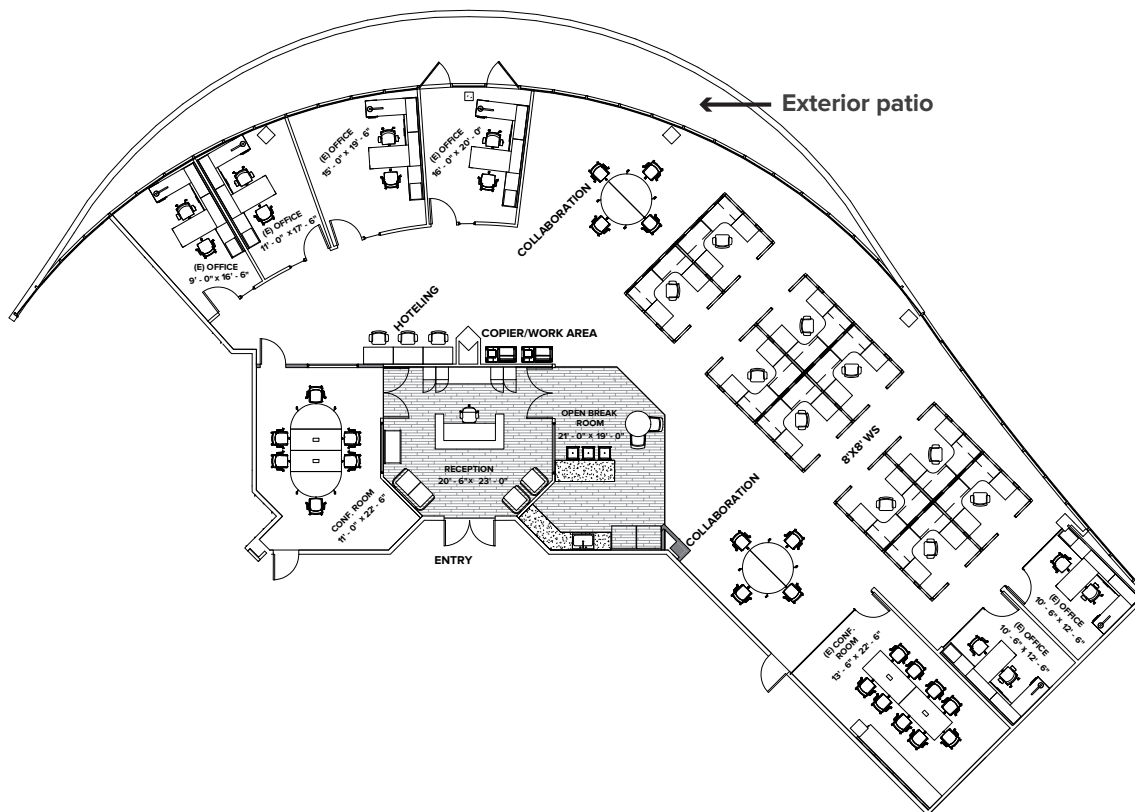 Exterior patio
(E) OFFICE
15' - 0" X 19' - 6"
(E) OFFICE
16' - 0" X 20' - 0"
(E) OFFICE
11' - 0" X 17' - 6"
(E) OFFICE
9' - 0" X 16' - 6"
COLLABORATION
HOTELING
COPIER/WORK AREA
OPEN BREAK
ROOM
21' - 0" X 19' - 0"
RECEPTION
20' - 6" X 23' - 0"
CONF. ROOM
11' - 0" X 22' - 6"
ENTRY
8'X8' WS
COLLABORATION
(E) OFFICE
10' - 6" X 12' - 6"
(E) OFFICE
10' - 6" X 12' - 6"
(E) CONF.
ROOM
13' - 6" X 22' - 6"